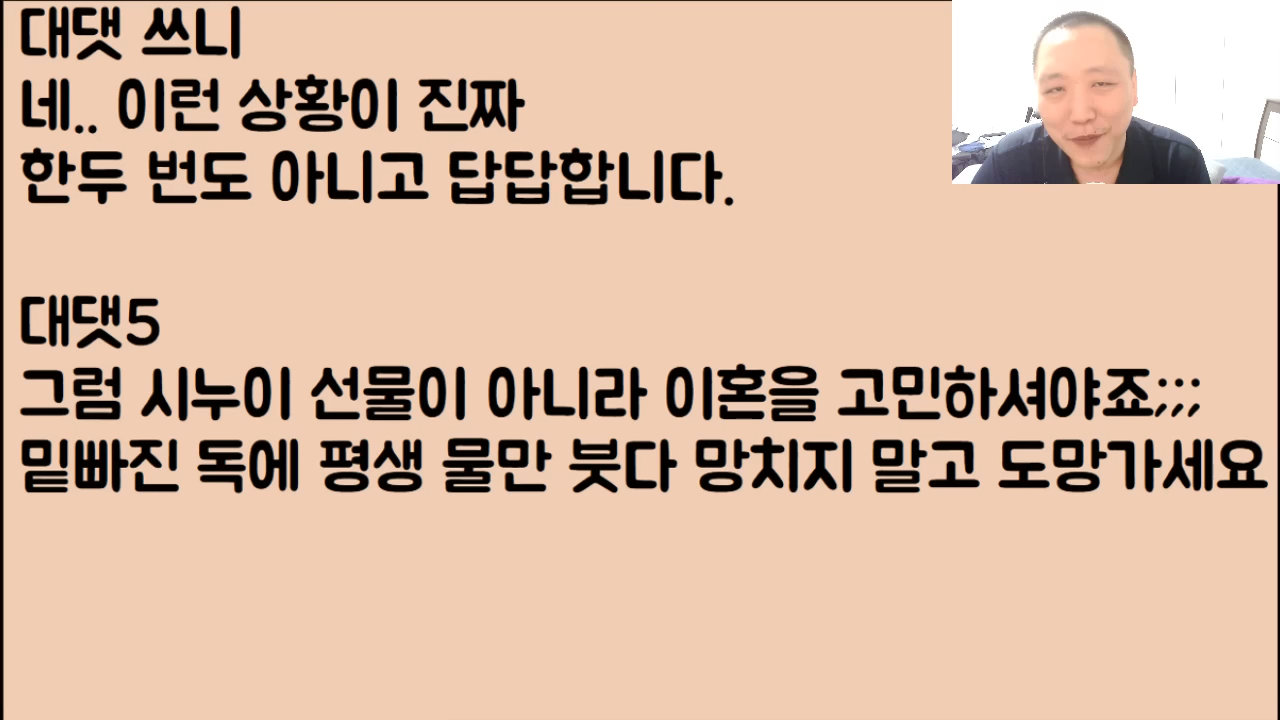 대댓 쓰니
네.. 이런 상황이 진짜
한두 번도 아니고 답답합니다.
대댓5
그럼 시누이 선물이 아니라 이혼을 고민하셔야죠;;;
밑빠진 독에 평생 물만 붓다 망치지 말고 도망가세요